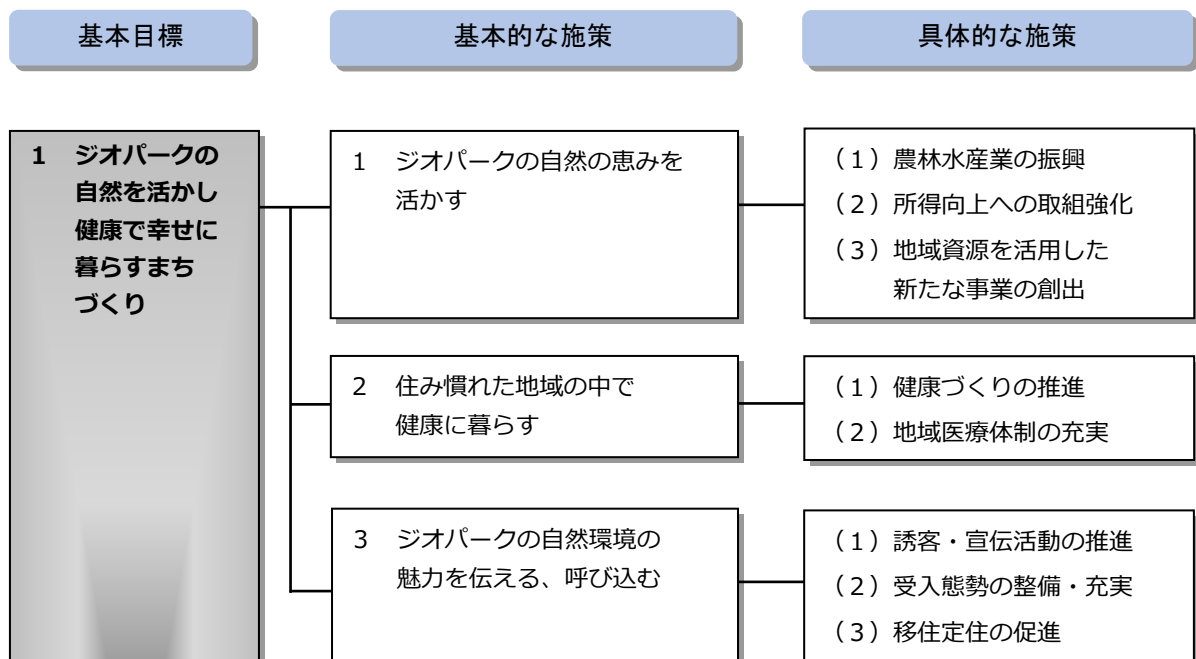 基本目標
基本的な施策
具体的な施策
1 ジオパークの
自然を活かし
健康で幸せに
暮らすまち
づくり
1 ジオパークの自然の恵みを
活かす
（1）農林水産業の振興
（2）所得向上への取組強化
（3）地域資源を活用した
新たな事業の創出
2 住み慣れた地域の中で
健康に暮らす
（1）健康づくりの推進
（2）地域医療体制の充実
3 ジオパークの自然環境の
魅力を伝える、呼び込む
（1）誘客・宣伝活動の推進
（2）受入態勢の整備・充実
（3）移住定住の促進